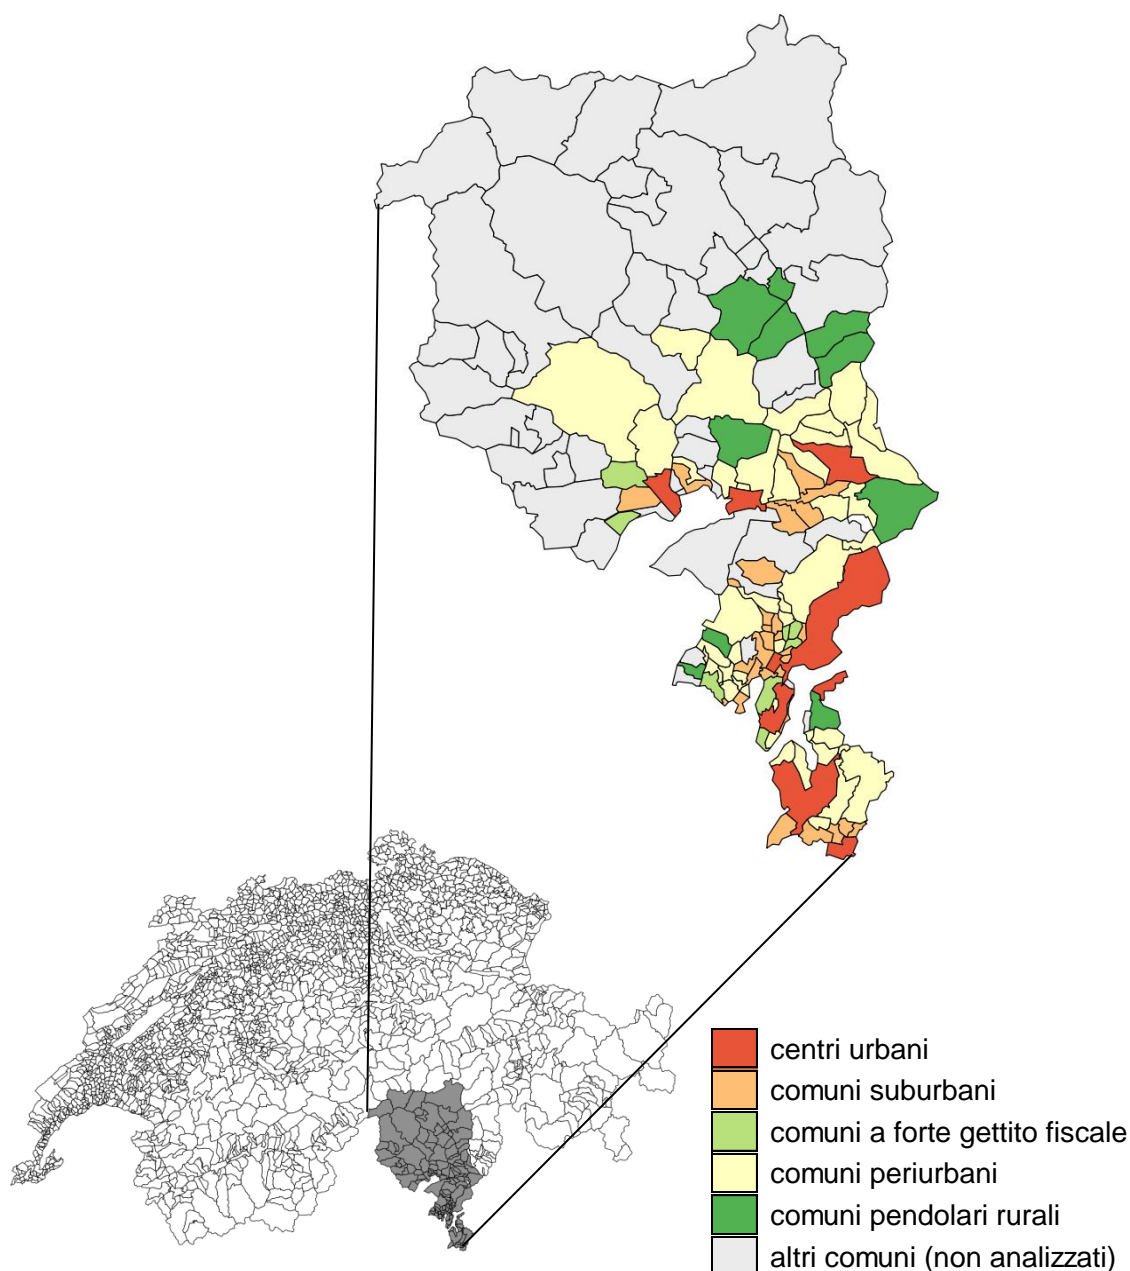 centri urbani
comuni suburbani
comuni a forte gettito fiscale
comuni periurbani
comuni pendolari rurali
altri comuni (non analizzati)